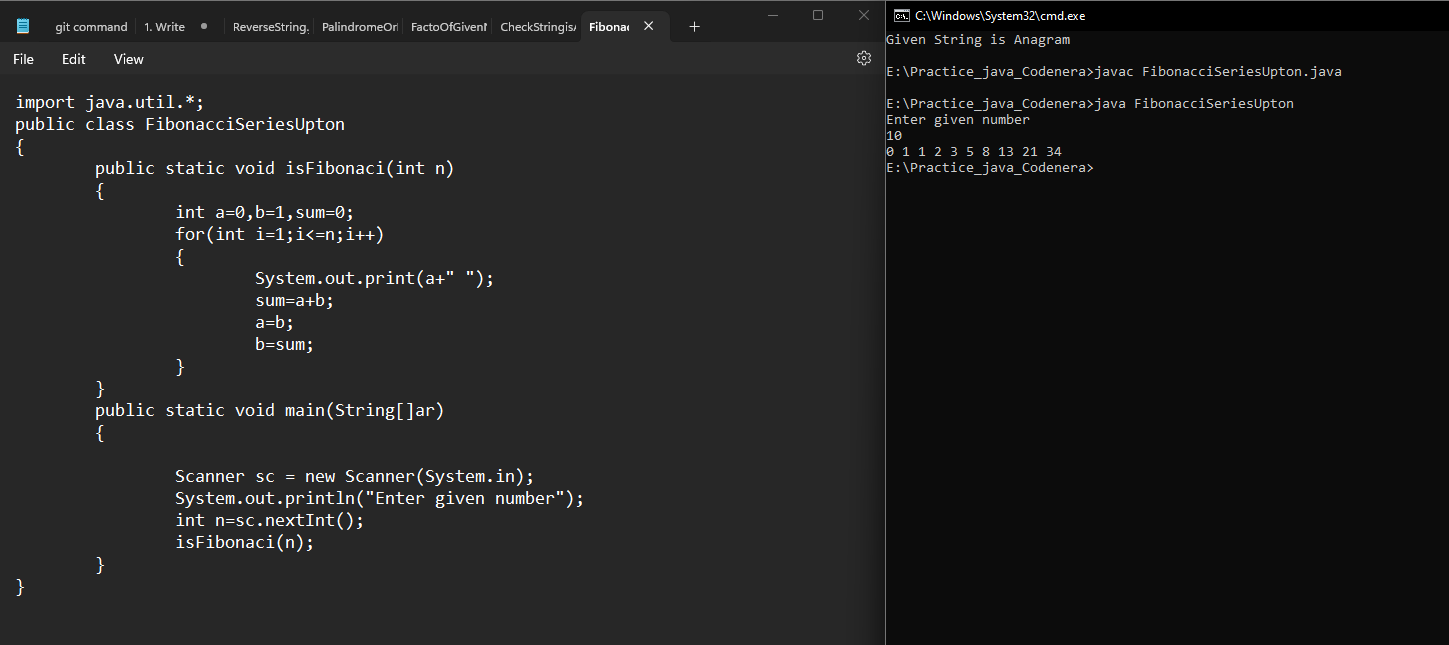 git command 1. Write ReverseString. PalindromeOr FactoOfGivenN CheckStringisA Fibonac
File Edit View
import java.util.*;
public class FibonacciSeriesUpton
{
public static void isFibonaci(int n)
{
int a=0,b=1,sum=0;
for(int i=1;i<=n;i++)
{
System.out.print(a+" ");
sum=a+b;
a=b;
b=sum;
}
}
public static void main(String[]ar)
{
Scanner sc = new Scanner(System.in);
System.out.println("Enter given number");
int n=sc.nextInt();
isFibonaci(n);
}
}
C:\Windows\System32\cmd.exe
Given String is Anagram
E:\Practice_java_Codenera>javac FibonacciSeriesUpton.java
E:\Practice_java_Codenera>java FibonacciSeriesUpton
Enter given number
10
0 1 1 2 3 5 8 13 21 34
E:\Practice_java_Codenera>